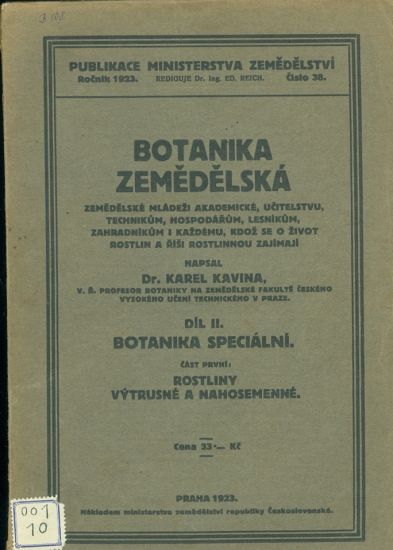 PUBLIKACE MINISTERSTVA ZEMĚDĚLSTVÍ
Ročník 1923. REDIGUJE Dr. Ing. ED. REICH. Číslo 38.
BOTANIKA
ZEMĚDĚLSKÁ
ZEMĚDĚLSKÉ MLÁDEŽI AKADEMICKÉ, UČITELSTVU,
TECHNIKŮM, HOSPODÁŘŮM, LESNÍKŮM,
ZAHRADNÍKŮM I KAŽDÉMU, KDOŽ SE O ŽIVOT
ROSTLIN A ŘÍŠI ROSTLINNOU ZAJÍMAJÍ
NAPSAL
Dr. KAREL KAVINA,
V. Ř. PROFESOR BOTANIKY NA ZEMĚDĚLSKÉ FAKULTĚ ČESKÉHO
VYSOKÉHO UČENÍ TECHNICKÉHO V PRAZE.
DÍL II.
BOTANIKA SPECIÁLNÍ.
ČÁST PRVNÍ:
ROSTLINY
VÝTRUSNÉ A NAHOSEMENNÉ.
Cena 33·— Kč
PRAHA 1923.
Nákladem ministerstva zemědělství republiky Československé.
001
10